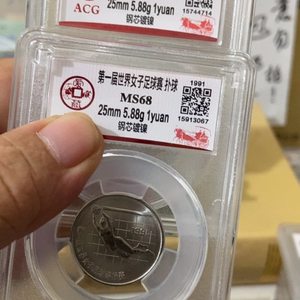 ACG
25mm 5.88g 1yuan
15744714
钢芯镀镍
第一届世界女子足球赛 扑球
1991
MS68
25mm 5.88g 1yuan
15913067
钢芯镀镍